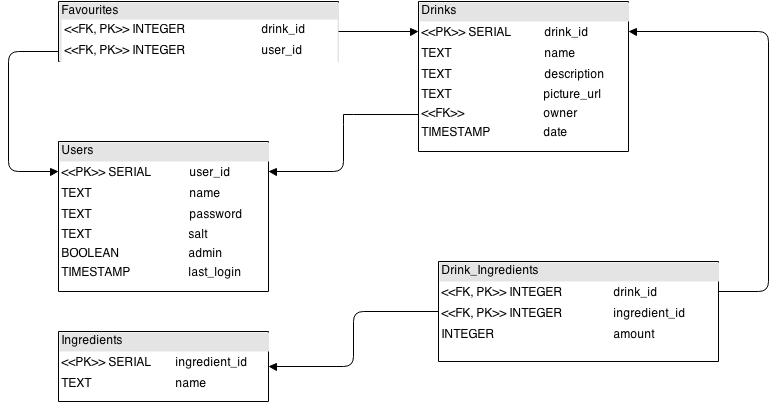 Favourites
<<FK, PK>> INTEGER drink_id
<<FK, PK>> INTEGER user_id
Drinks
<<PK>> SERIAL drink_id
TEXT name
TEXT description
TEXT picture_url
<<FK>> owner
TIMESTAMP date
Users
<<PK>> SERIAL user_id
TEXT name
TEXT password
TEXT salt
BOOLEAN admin
TIMESTAMP last_login
Drink_Ingredients
<<FK, PK>> INTEGER drink_id
<<FK, PK>> INTEGER ingredient_id
INTEGER amount
Ingredients
<<PK>> SERIAL ingredient_id
TEXT name